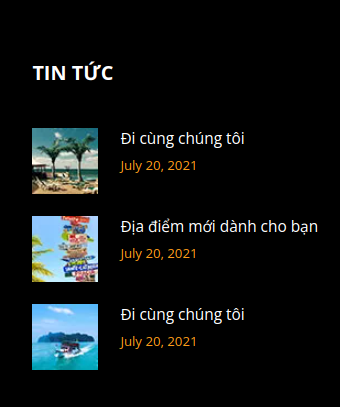 TIN TỨC
Đi cùng chúng tôi
July 20, 2021
Địa điểm mới dành cho bạn
July 20, 2021
Đi cùng chúng tôi
July 20, 2021